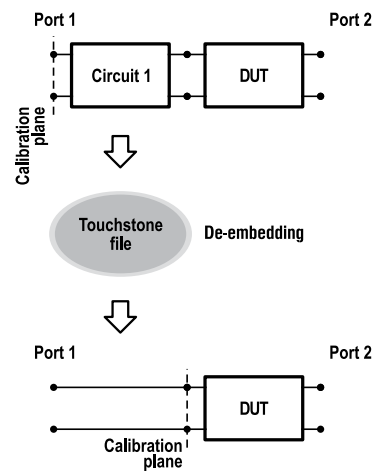 Port 1
Port 2
Circuit 1
DUT
Calibration
plane
Touchstone
file
De-embedding
Port 1
Port 2
DUT
Calibration
plane